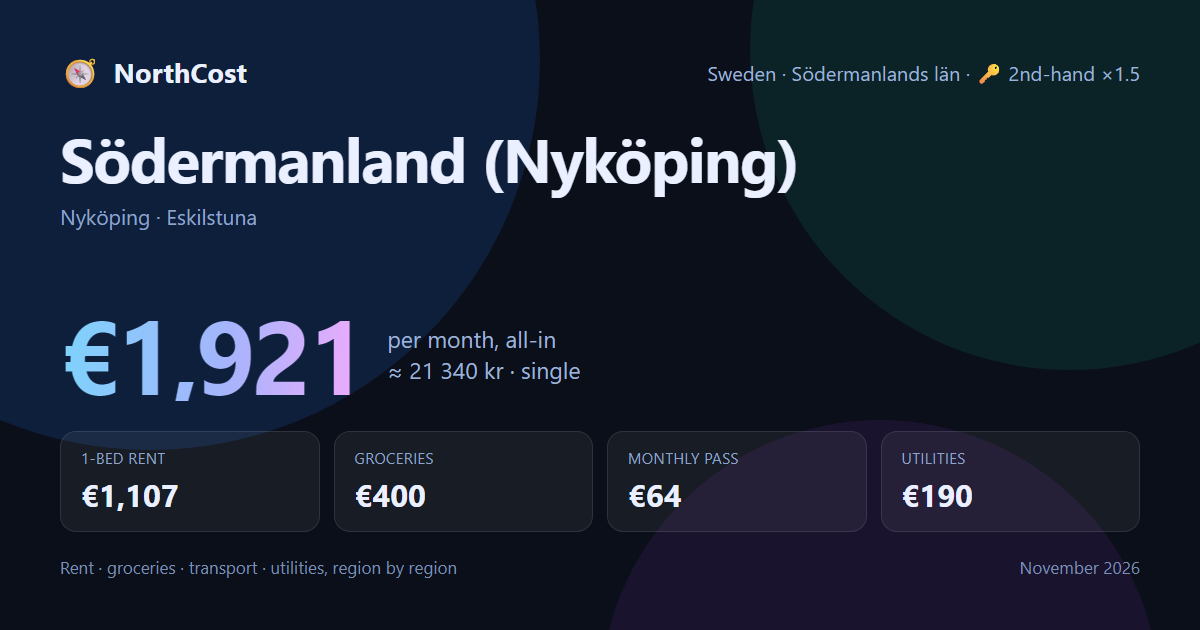 🧭 NorthCost
Sweden · Södermanlands län · 🔑 2nd-hand ×1.5
Södermanland (Nyköping)
Nyköping · Eskilstuna
€1,921
per month, all-in
≈ 21 340 kr · single
1-BED RENT
€1,107
GROCERIES
€400
MONTHLY PASS
€64
UTILITIES
€190
Rent · groceries · transport · utilities, region by region
November 2026